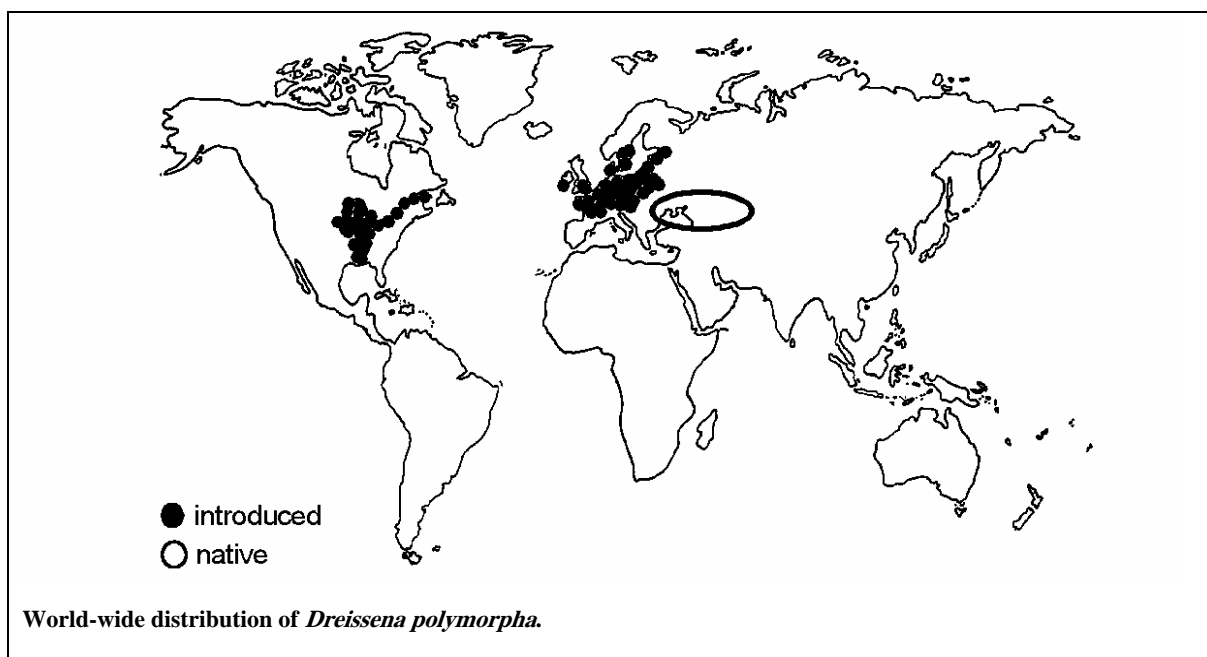 introduced
native
World-wide distribution of Dreissena polymorpha.